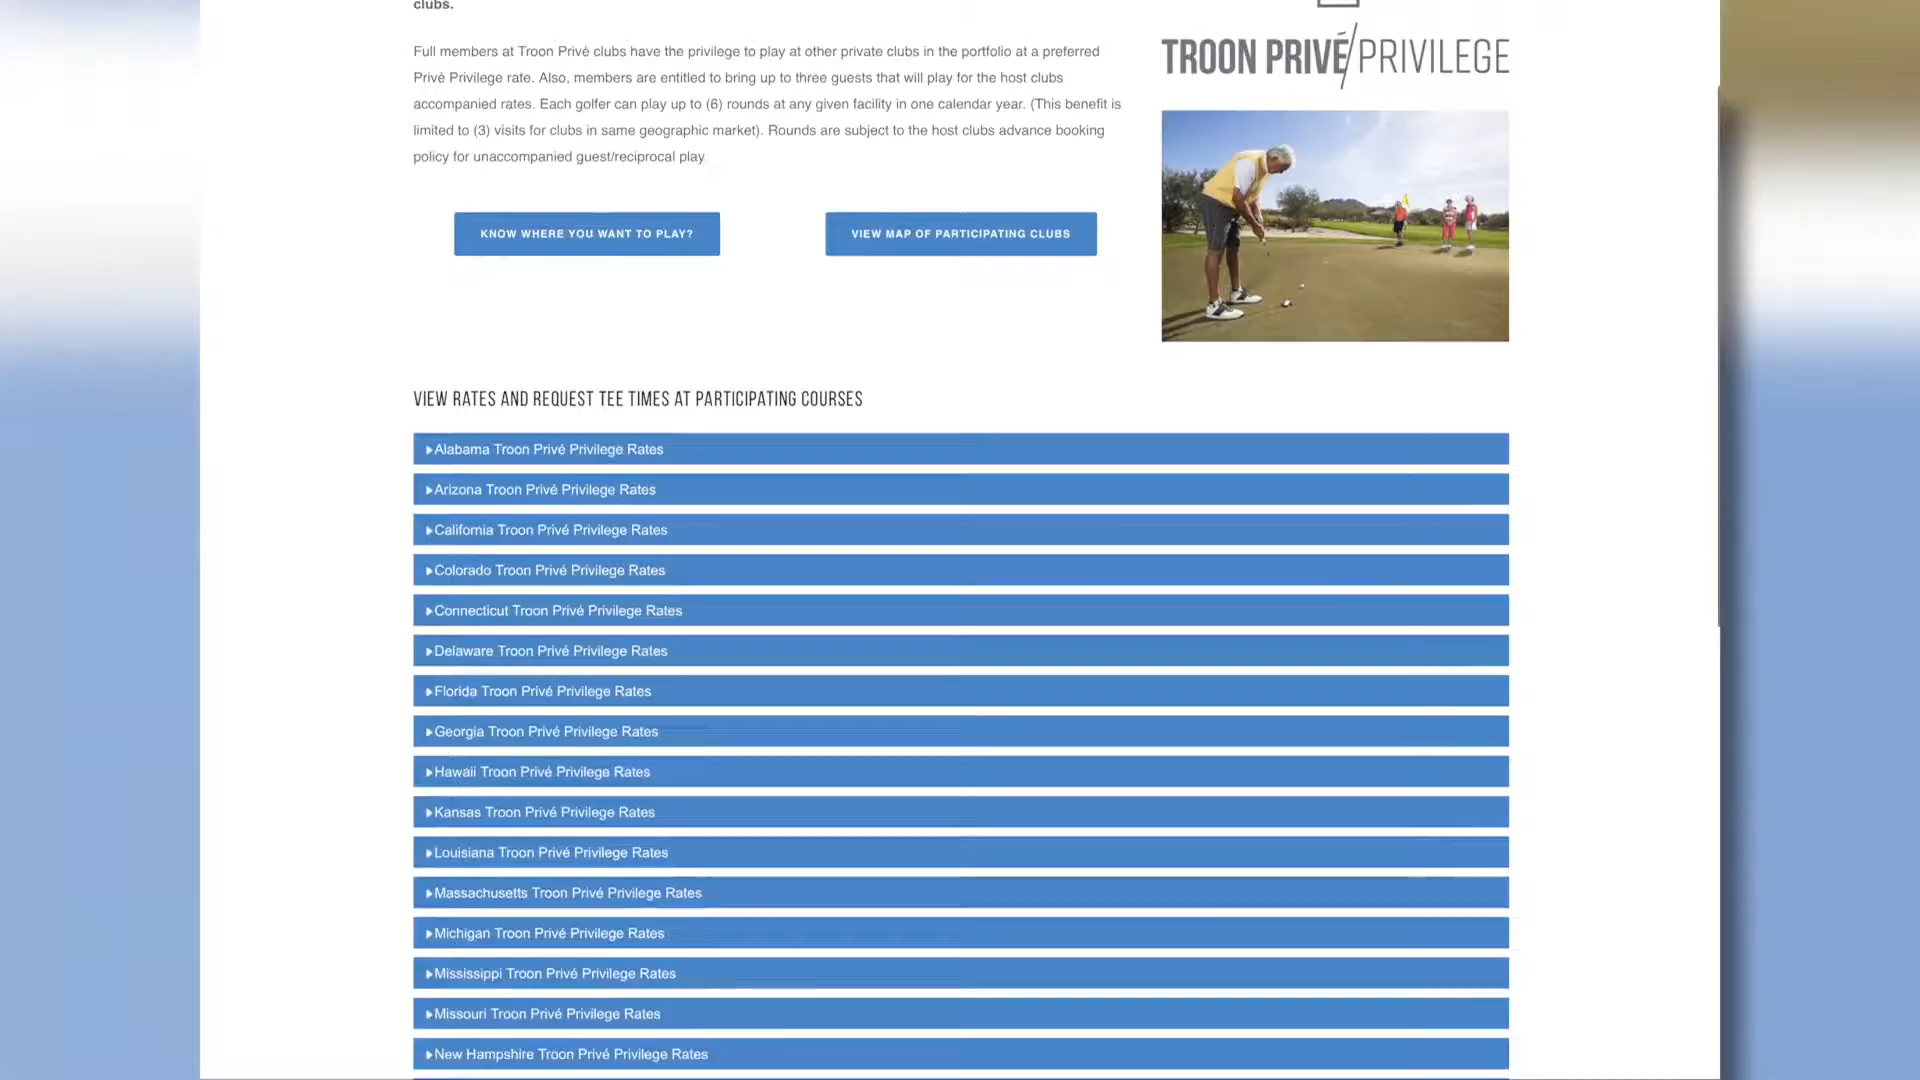 clubs.
TROON PRIVÉ/PRIVILEGE
Full members at Troon Privé clubs have the privilege to play at other private clubs in the portfolio at a preferred
Privé Privilege rate. Also, members are entitled to bring up to three guests that will play for the host clubs
accompanied rates. Each golfer can play up to (6) rounds at any given facility in one calendar year. (This benefit is
limited to (3) visits for clubs in same geographic market). Rounds are subject to the host clubs advance booking
policy for unaccompanied guest/reciprocal play
KNOW WHERE YOU WANT TO PLAY?
VIEW MAP OF PARTICIPATING CLUBS
VIEW RATES AND REQUEST TEE TIMES AT PARTICIPATING COURSES
Alabama Troon Privé Privilege Rates
Arizona Troon Privé Privilege Rates
California Troon Privé Privilege Rates
Colorado Troon Privé Privilege Rates
Connecticut Troon Privé Privilege Rates
Delaware Troon Privé Privilege Rates
Florida Troon Privé Privilege Rates
Georgia Troon Privé Privilege Rates
Hawaii Troon Privé Privilege Rates
Kansas Troon Privé Privilege Rates
Louisiana Troon Privé Privilege Rates
Massachusetts Troon Privé Privilege Rates
Michigan Troon Privé Privilege Rates
Mississippi Troon Privé Privilege Rates
Missouri Troon Privé Privilege Rates
New Hampshire Troon Privé Privilege Rates